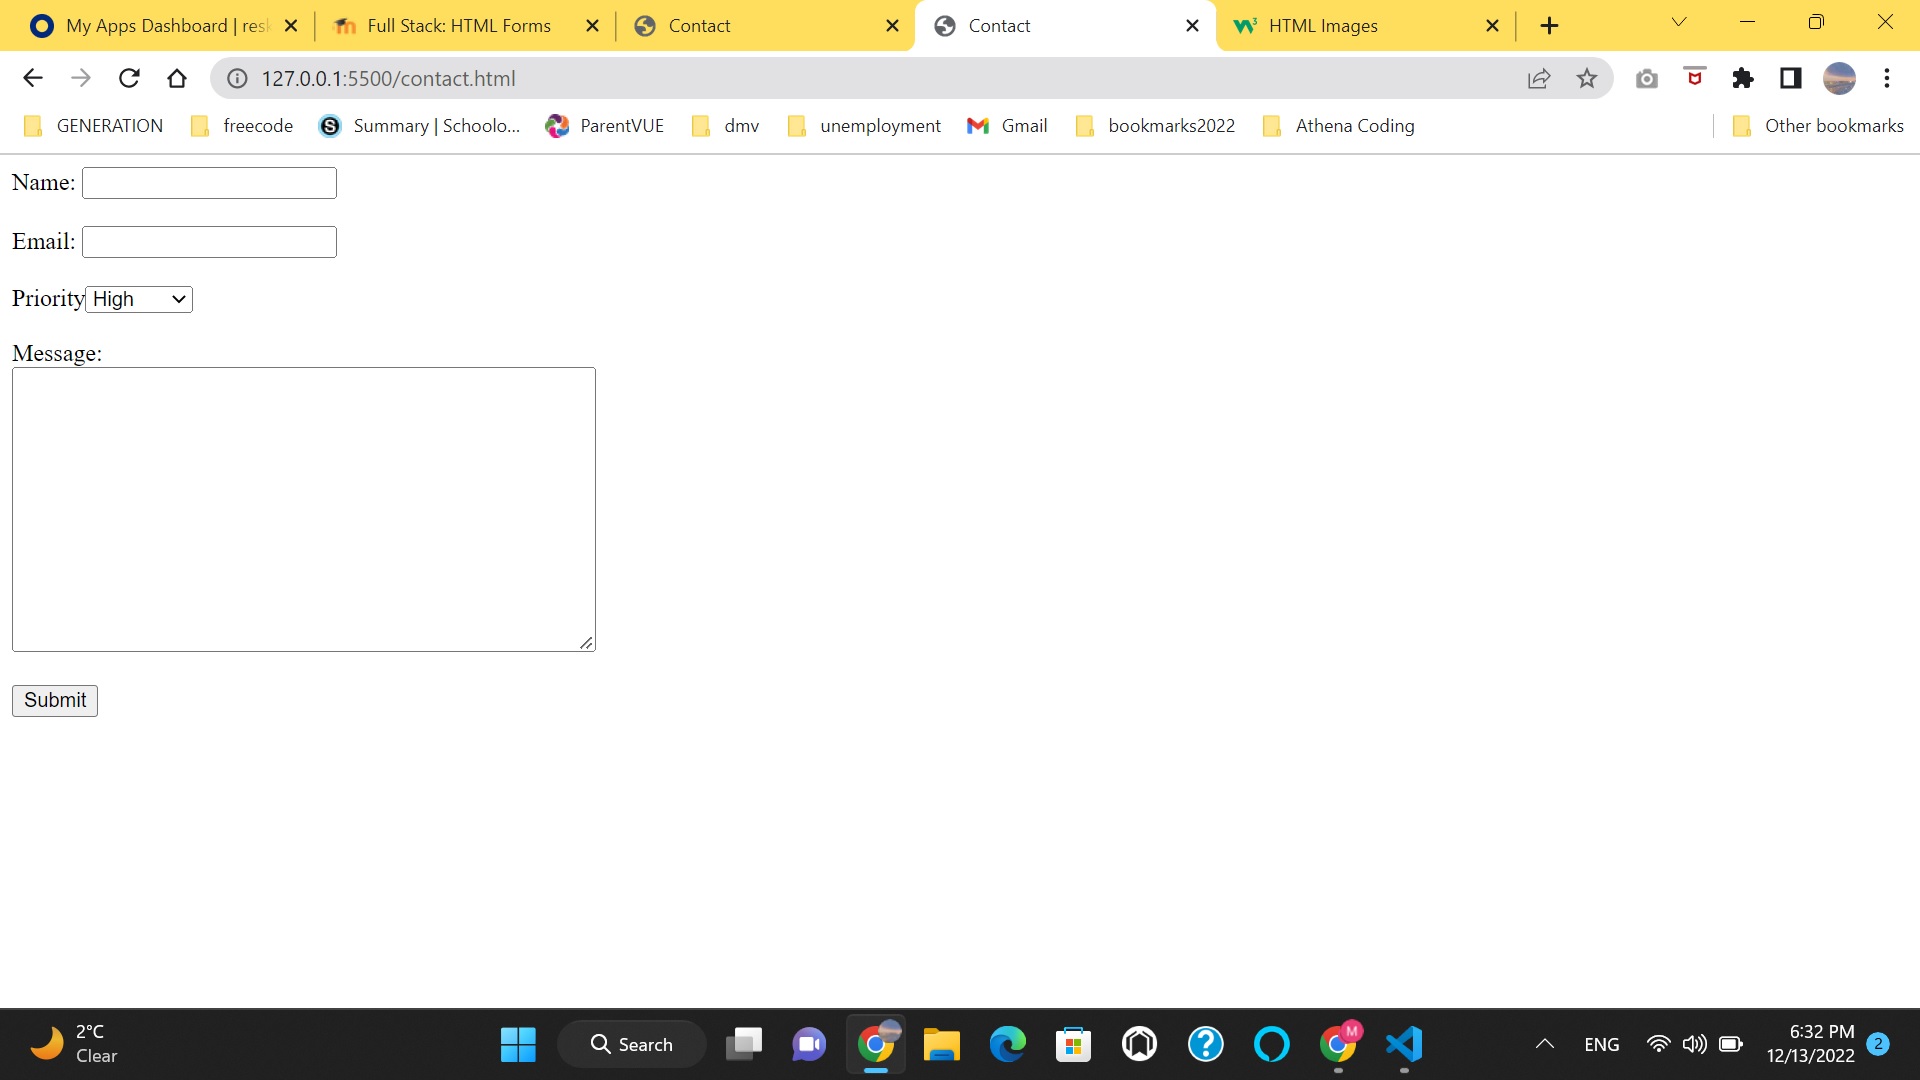 My Apps Dashboard | resk
Full Stack: HTML Forms
Contact
Contact
W3 HTML Images
127.0.0.1:5500/contact.html
GENERATION
freecode
S Summary | Schoolo...
ParentVUE
dmv
unemployment
Gmail
bookmarks2022
Athena Coding
Other bookmarks
Name:
Email:
Priority High
Message:
Submit
2°C
Clear
Search
M
ENG
6:32 PM
12/13/2022
2